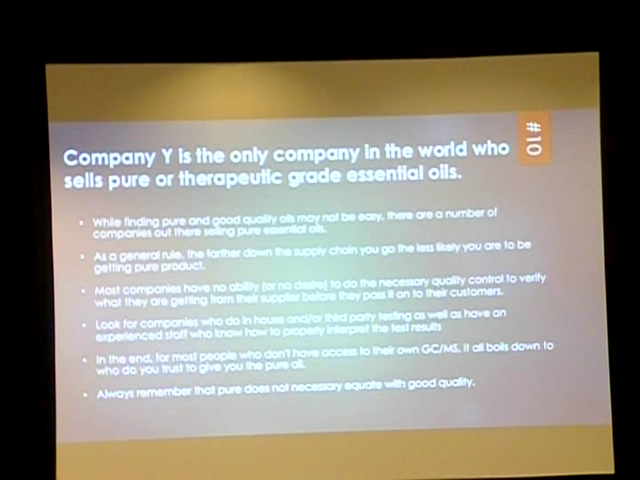 #10
Company Y is the only company in the world who
sells pure or therapeutic grade essential oils.
• While finding pure and good quality oils may not be easy, there are a number of
companies out there selling pure essential oils.
• As a general rule, the farther down the supply chain you go the less likely you are to be
getting pure product.
• Most companies have no ability (or no desire) to do the necessary quality control to verify
what they are getting from their supplier before they pass it on to their customers.
• Look for companies who do in house and/or third party testing as well as have an
experienced staff who know how to properly interpret the test results
• In the end, for most people who don't have access to their own GC/MS, it all boils down to
who do you trust to give you the pure oil.
• Always remember that pure does not necessary equate with good quality.